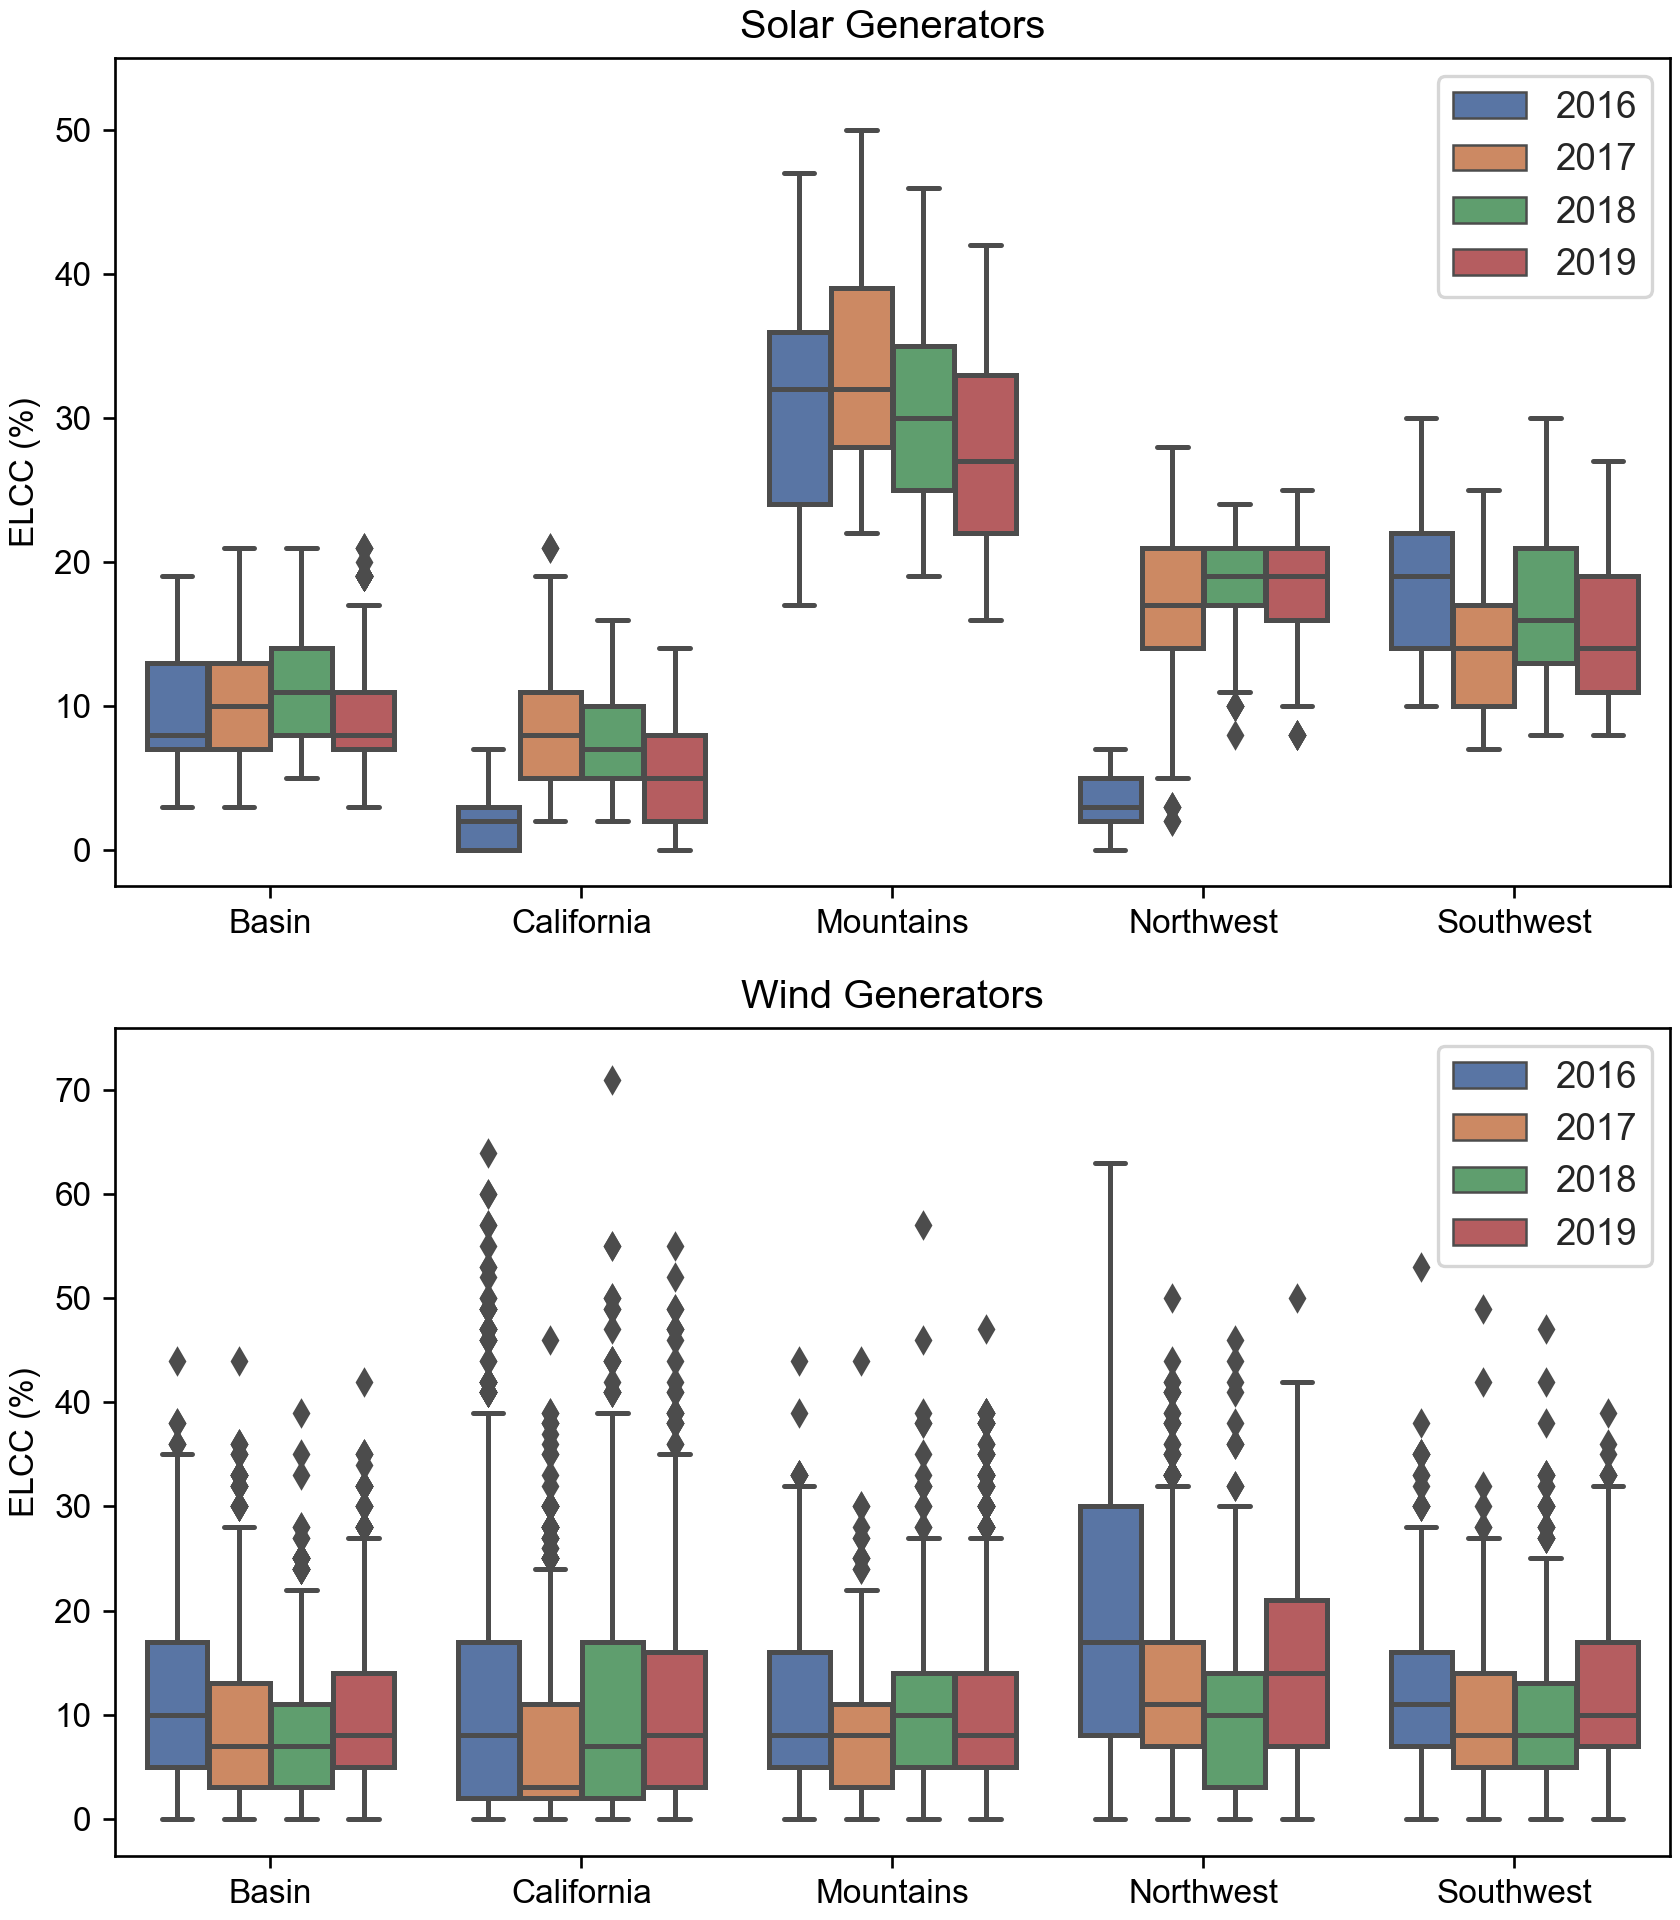 Solar Generators
2016
2017
2018
2019
ELCC (%)
50
40
30
20
10
0
Basin
California
Mountains
Northwest
Southwest
Wind Generators
2016
2017
2018
2019
ELCC (%)
70
60
50
40
30
20
10
0
Basin
California
Mountains
Northwest
Southwest